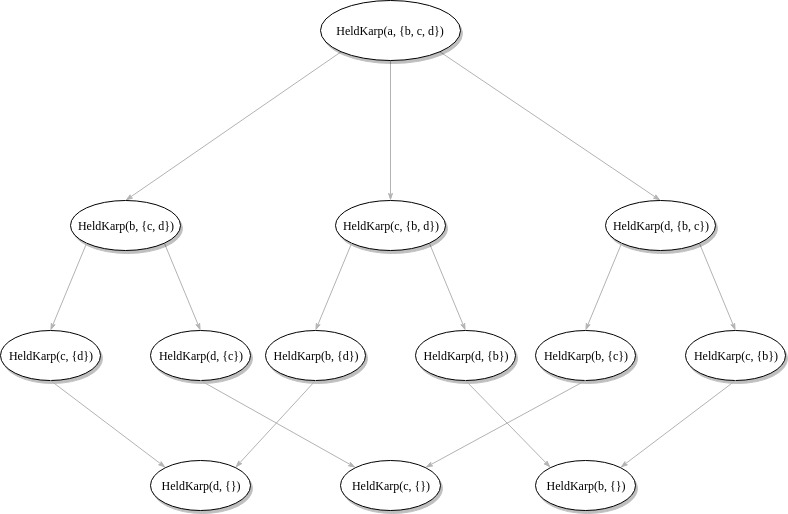 HeldKarp(a, {b, c, d})
HeldKarp(b, {c, d})
HeldKarp(c, {b, d})
HeldKarp(d, {b, c})
HeldKarp(c, {d})
HeldKarp(d, {c})
HeldKarp(b, {d})
HeldKarp(d, {b})
HeldKarp(b, {c})
HeldKarp(c, {b})
HeldKarp(d, {})
HeldKarp(c, {})
HeldKarp(b, {})